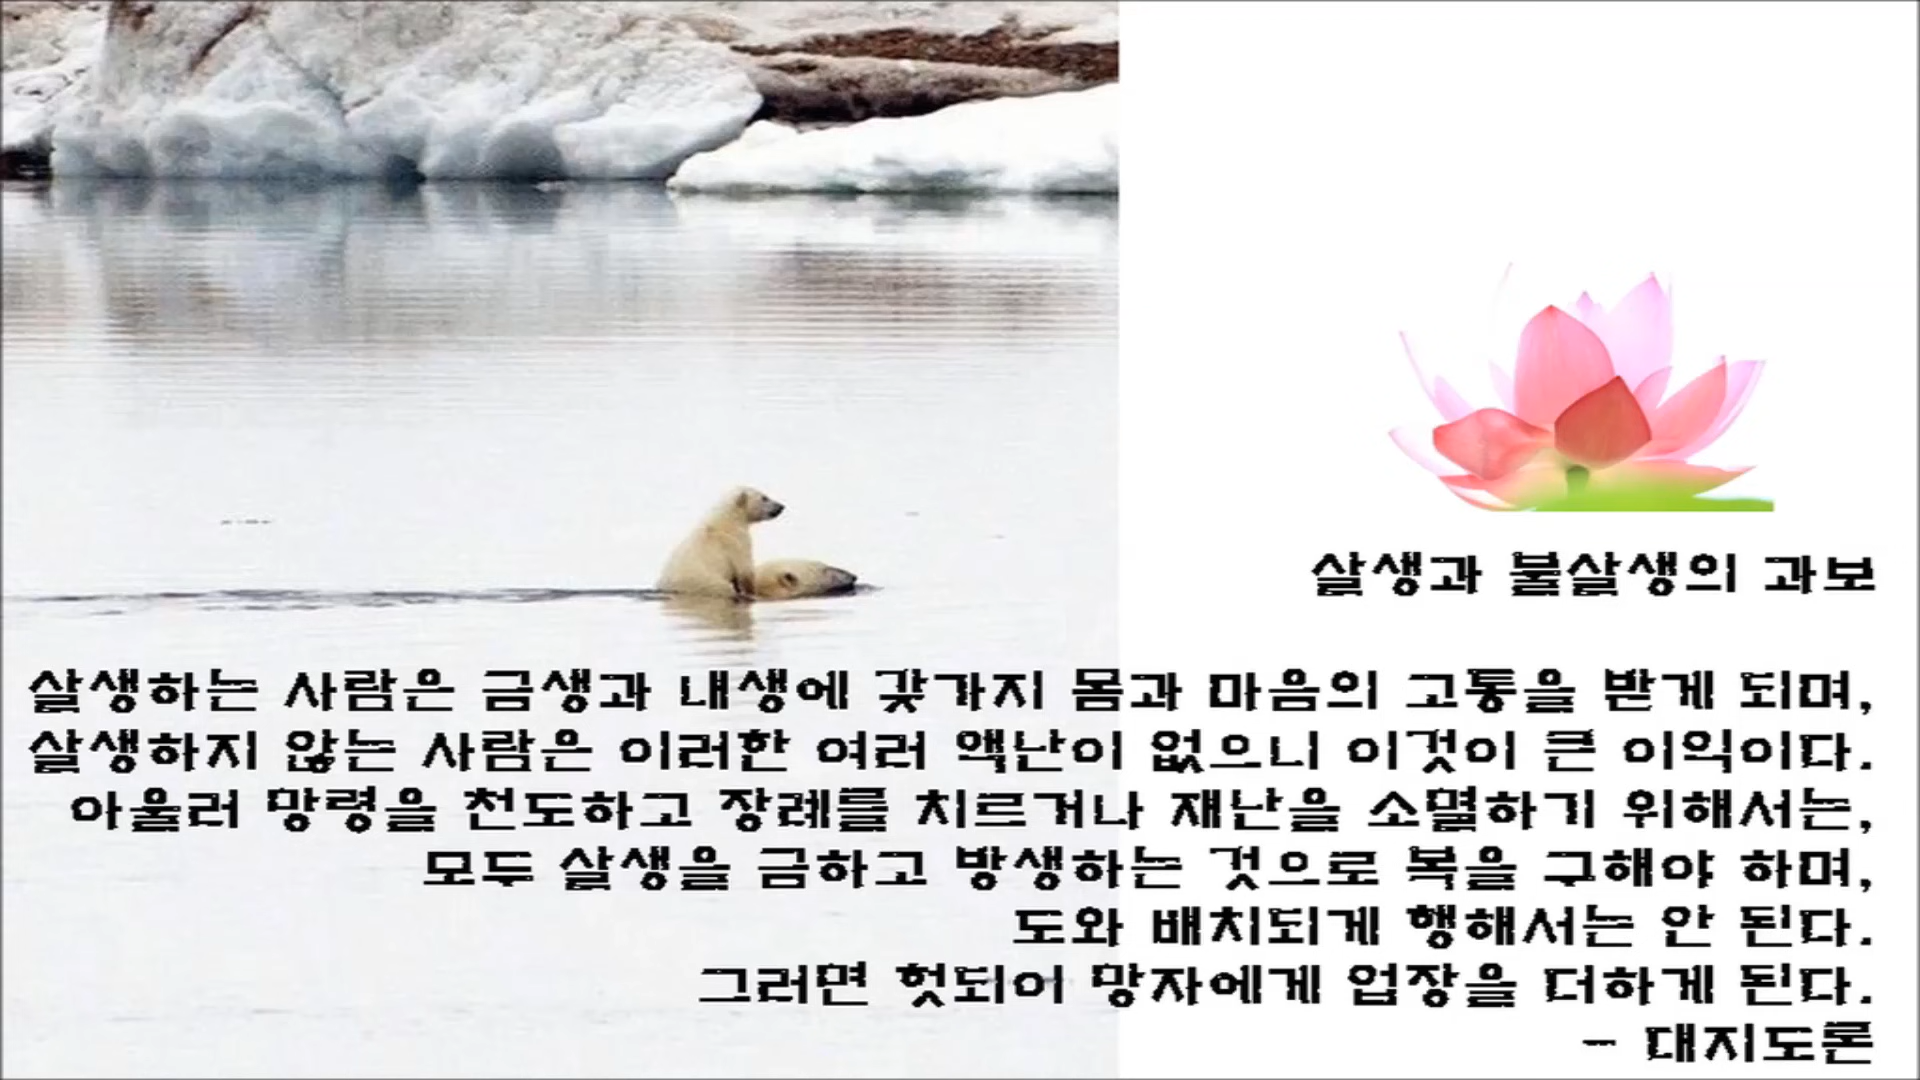 살생과 불살생의 과보
살생하는 사람은 금생과 내생에 갖가지 몸과 마음의 고통을 받게 되며,
살생하지 않는 사람은 이러한 여러 액난이 없으니 이것이 큰 이익이다.
아울러 망령을 천도하고 장례를 치르거나 재난을 소멸하기 위해서는,
모두 살생을 금하고 방생하는 것으로 복을 구해야 하며,
도와 배치되게 행해서는 안 된다.
그러면 헛되이 망자에게 업장을 더하게 된다.
- 대지도론